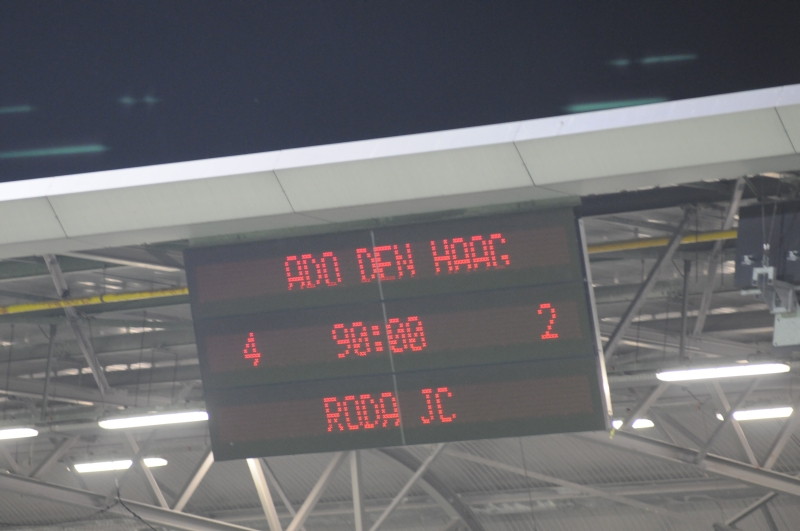 ADO DEN HAAG
4 90:00 2
RODA JC